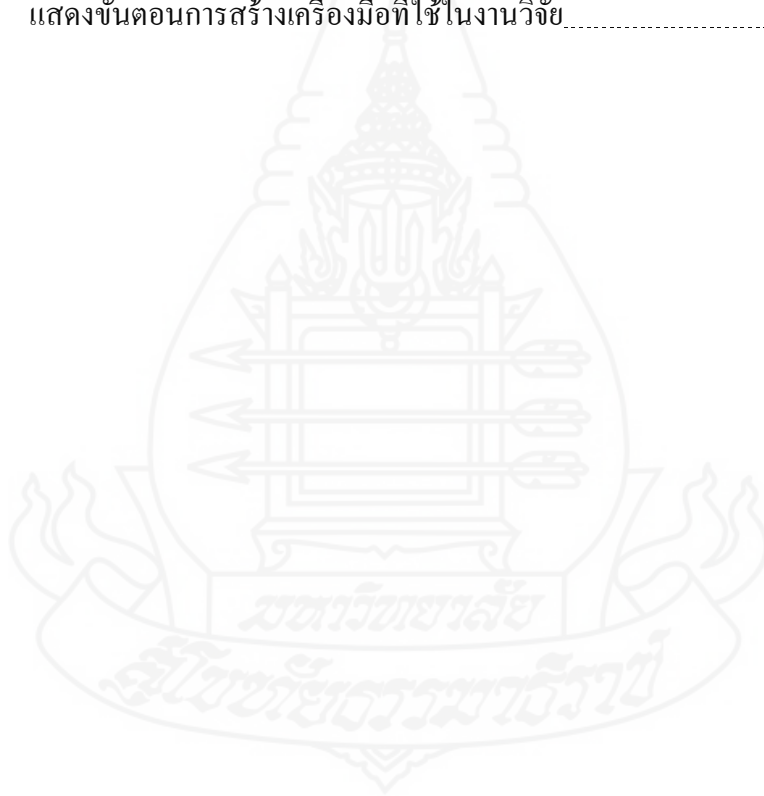 แสดงขั้นตอนการสร้างเครื่องมือที่ใช้ในงานวิจัย
มหาวิทยาลัย
สุโขทัยธรรมาธิราช